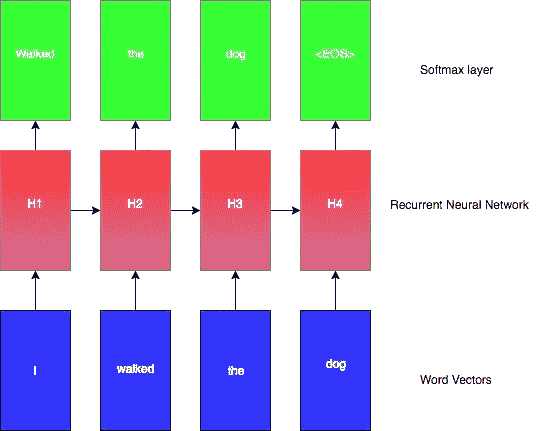 Walked the dog <EOS> Softmax layer
H1 H2 H3 H4 Recurrent Neural Network
I walked the dog Word Vectors